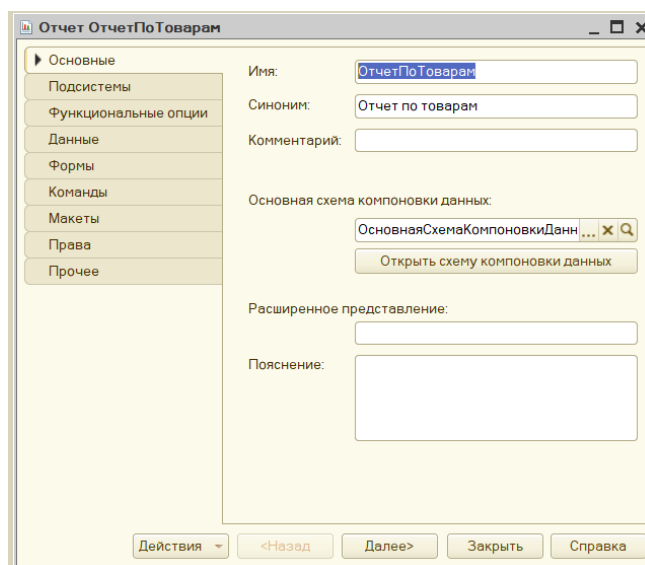 Отчет ОтчетПоТоварам
Основные
Подсистемы
Функциональные опции
Данные
Формы
Команды
Макеты
Права
Прочее
Имя: ОтчетПоТоварам
Синоним: Отчет по товарам
Комментарий:
Основная схема компоновки данных:
ОсновнаяСхемаКомпоновкиДанн ...
Открыть схему компоновки данных
Расширенное представление:
Пояснение:
Действия <Назад Далее> Закрыть Справка